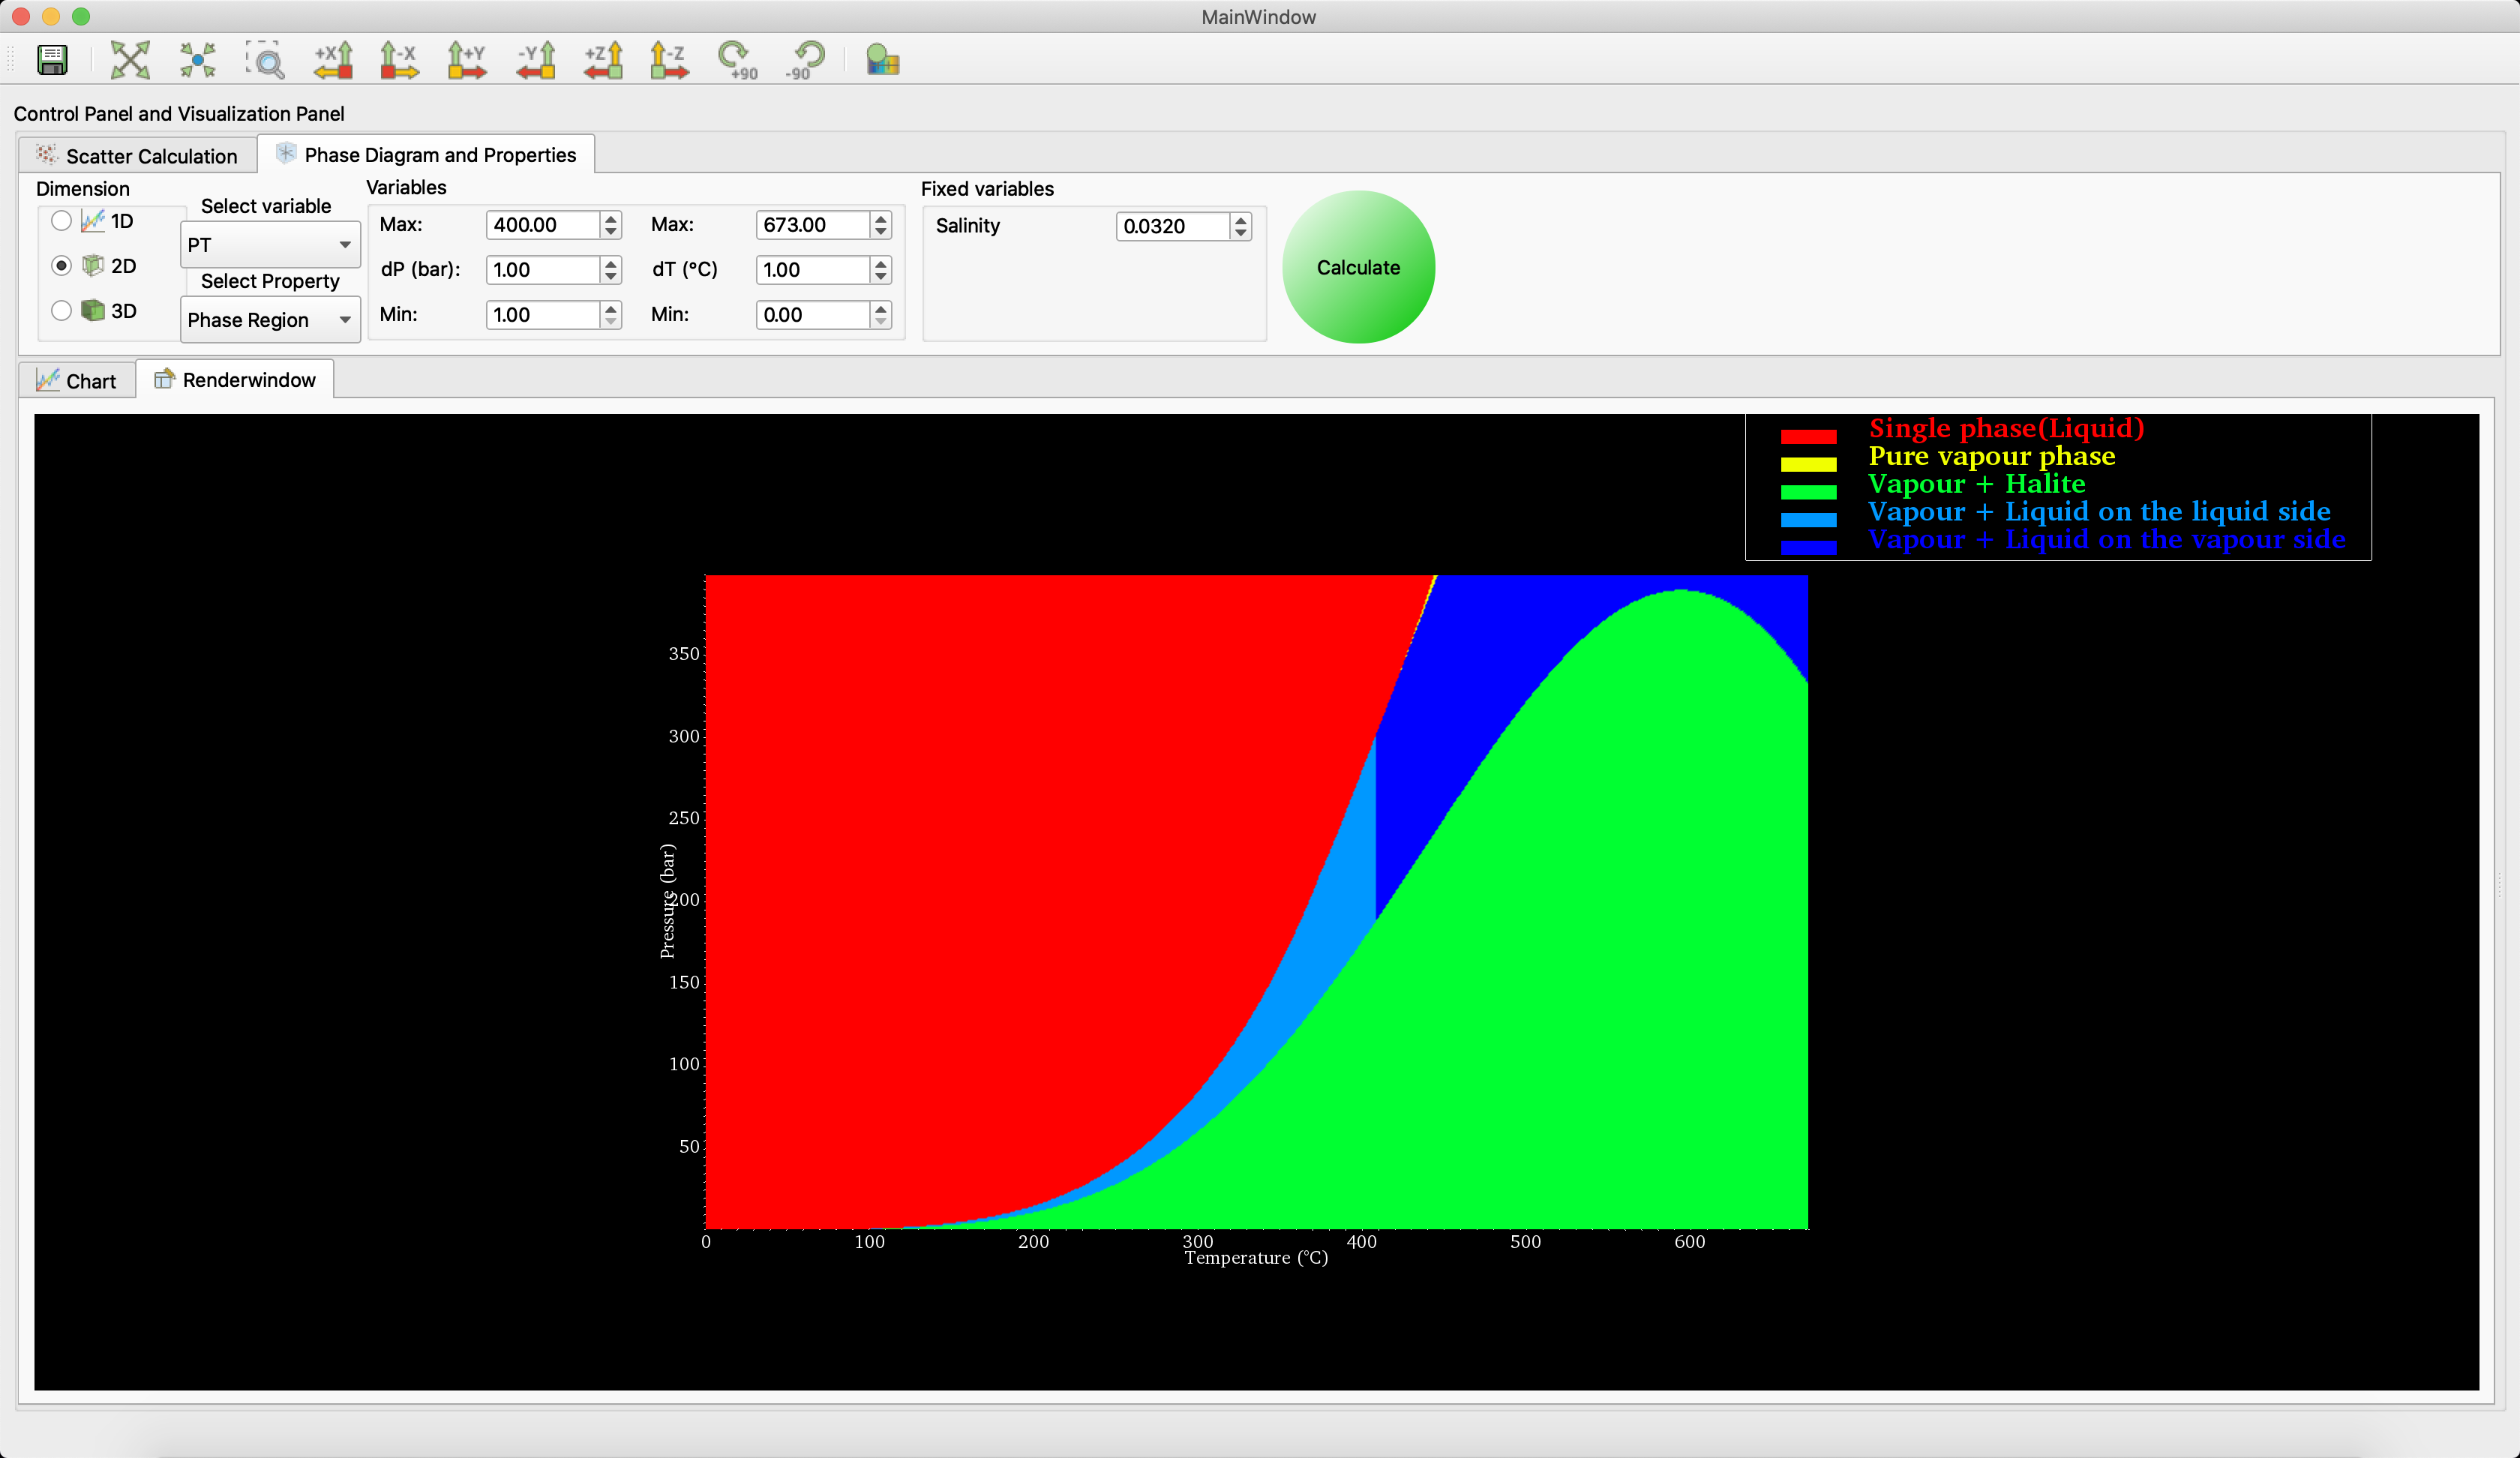 MainWindow
+X -X +Y -Y +Z -Z +90 -90
Control Panel and Visualization Panel
Scatter Calculation Phase Diagram and Properties
Dimension Select variable Variables Fixed variables
1D PT Max: 400.00 Max: 673.00 Salinity 0.0320
2D Select Property dP (bar): 1.00 dT (°C) 1.00 Calculate
3D Phase Region Min: 1.00 Min: 0.00
Chart Renderwindow
Single phase(Liquid)
Pure vapour phase
Vapour + Halite
Vapour + Liquid on the liquid side
Vapour + Liquid on the vapour side
350
300
250
200
150
100
50
Pressure (bar)
0 100 200 300 400 500 600
Temperature (°C)